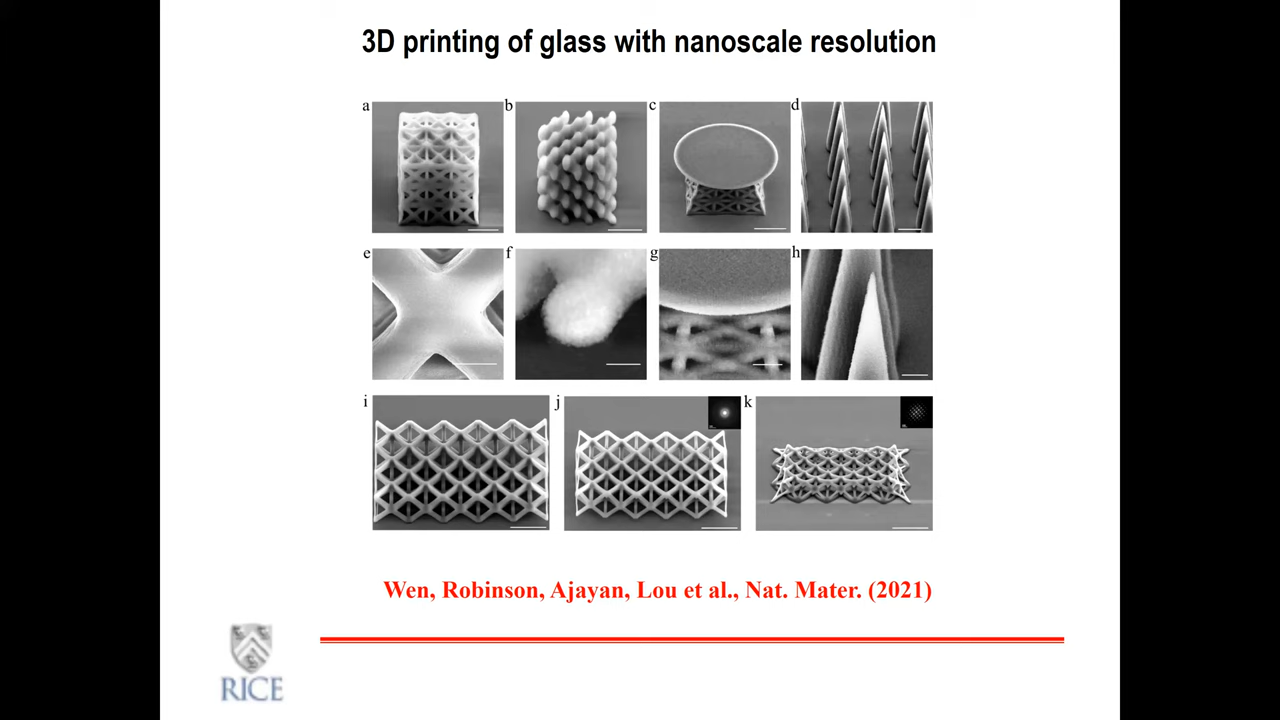 3D printing of glass with nanoscale resolution
a b c d
e f g h
i j k
Wen, Robinson, Ajayan, Lou et al., Nat. Mater. (2021)
RICE